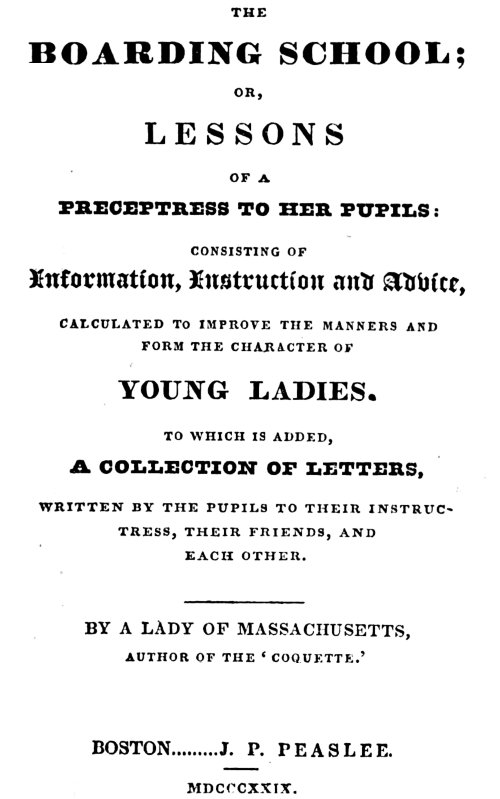 THE
BOARDING SCHOOL;
OR,
LESSONS
OF A
PRECEPTRESS TO HER PUPILS:
CONSISTING OF
Information, Instruction and Advice,
CALCULATED TO IMPROVE THE MANNERS AND
FORM THE CHARACTER OF
YOUNG LADIES.
TO WHICH IS ADDED,
A COLLECTION OF LETTERS,
WRITTEN BY THE PUPILS TO THEIR INSTRUC-
TRESS, THEIR FRIENDS, AND
EACH OTHER.
BY A LADY OF MASSACHUSETTS,
AUTHOR OF THE ‘COQUETTE.’
BOSTON.........J. P. PEASLEE.
MDCCCXXIX.